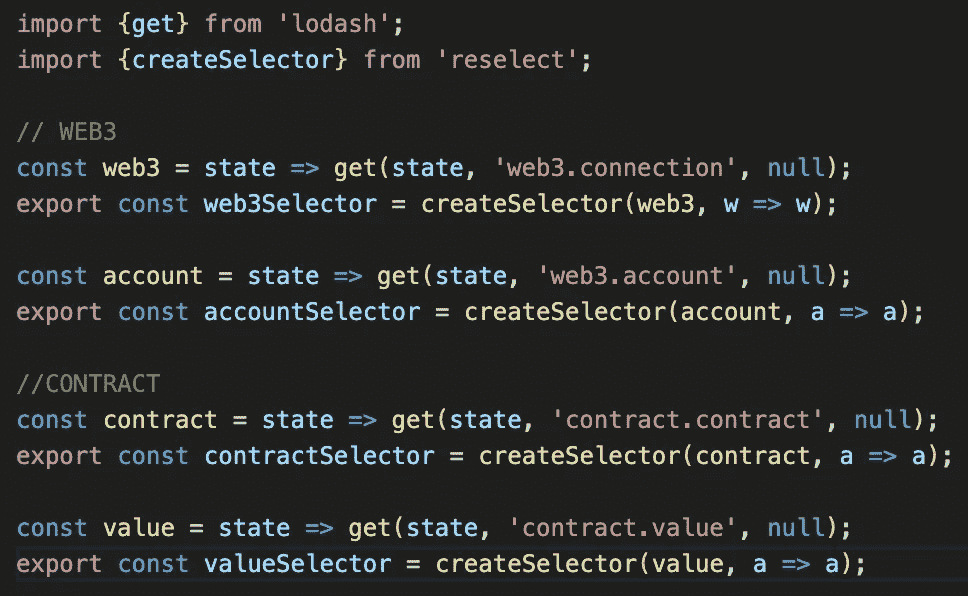 import {get} from 'lodash';
import {createSelector} from 'reselect';
// WEB3
const web3 = state => get(state, 'web3.connection', null);
export const web3Selector = createSelector(web3, w => w);
const account = state => get(state, 'web3.account', null);
export const accountSelector = createSelector(account, a => a);
//CONTRACT
const contract = state => get(state, 'contract.contract', null);
export const contractSelector = createSelector(contract, a => a);
const value = state => get(state, 'contract.value', null);
export const valueSelector = createSelector(value, a => a);